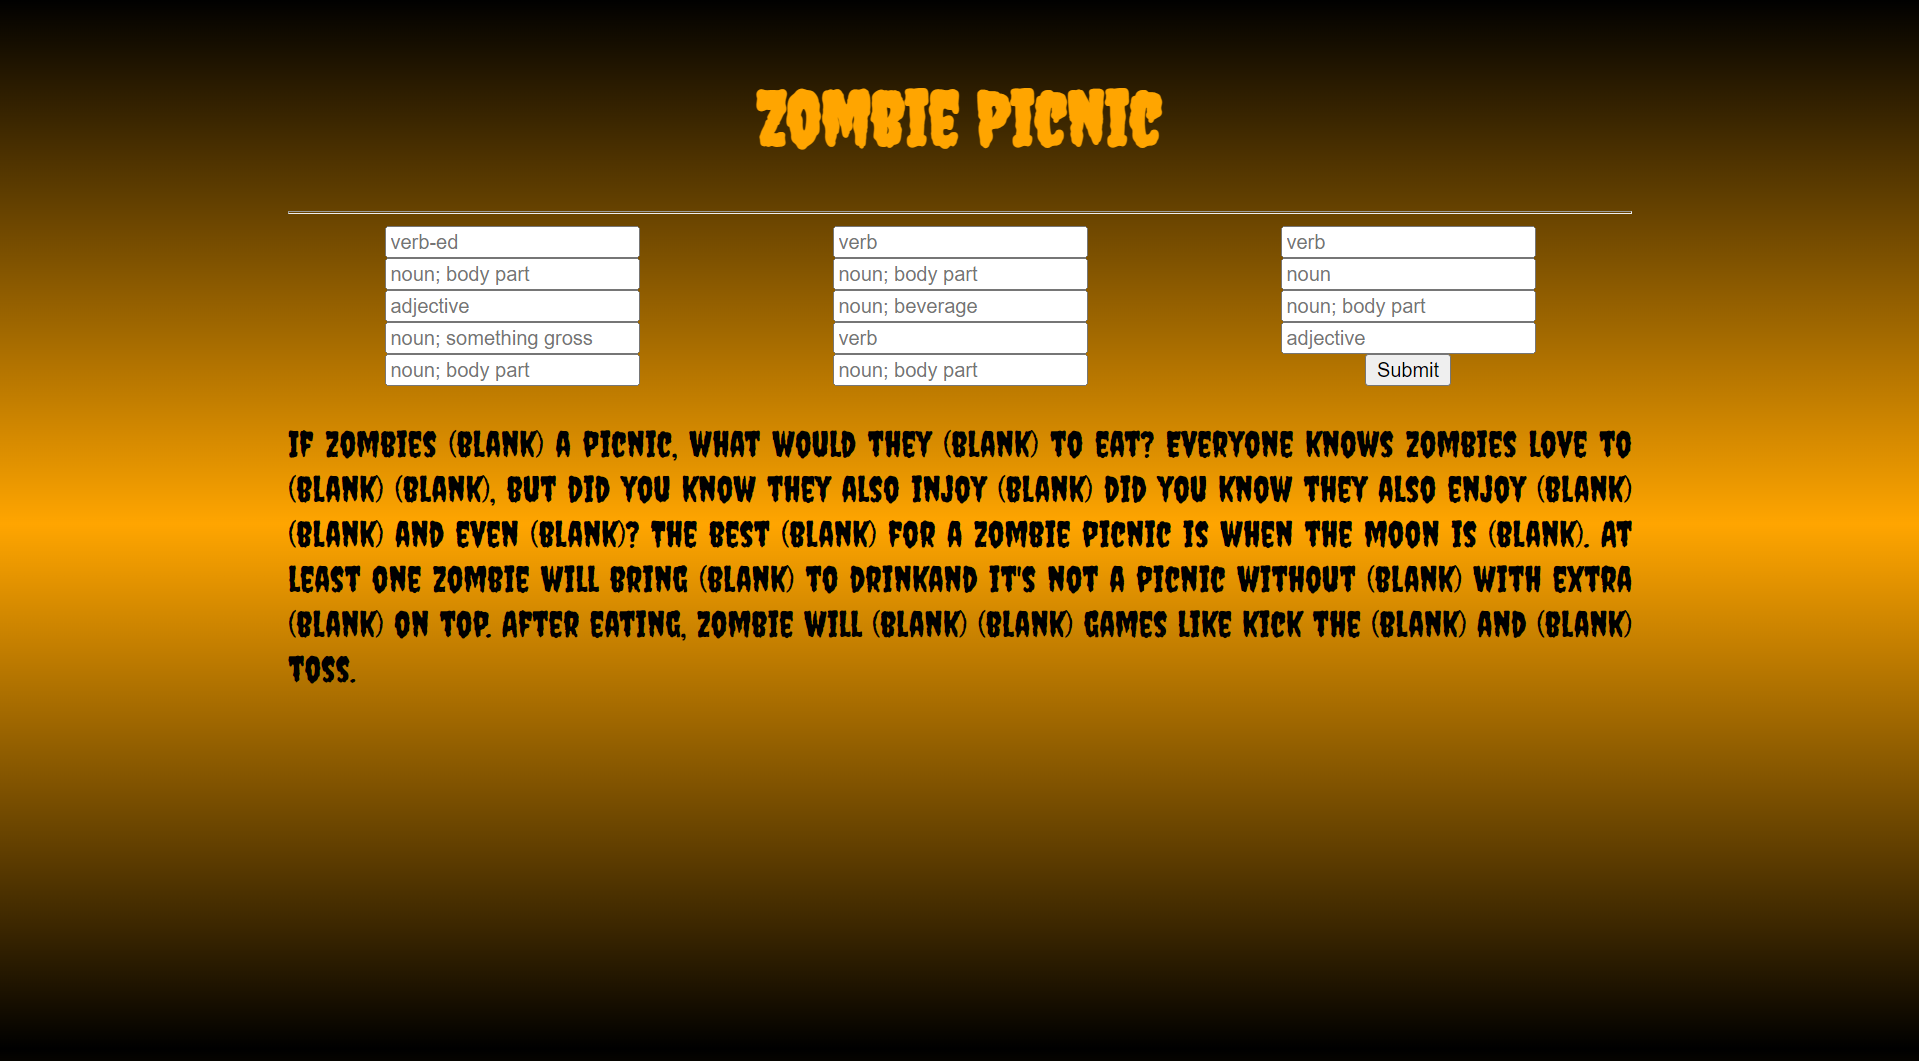 ZOMBIE PICNIC
verb-ed
verb
verb
noun; body part
noun; body part
noun
adjective
noun; beverage
noun; body part
noun; something gross
verb
adjective
noun; body part
noun; body part
Submit
IF ZOMBIES (BLANK) A PICNIC, WHAT WOULD THEY (BLANK) TO EAT? EVERYONE KNOWS ZOMBIES LOVE TO
(BLANK) (BLANK), BUT DID YOU KNOW THEY ALSO INJOY (BLANK) DID YOU KNOW THEY ALSO ENJOY (BLANK)
(BLANK) AND EVEN (BLANK)? THE BEST (BLANK) FOR A ZOMBIE PICNIC IS WHEN THE MOON IS (BLANK). AT
LEAST ONE ZOMBIE WILL BRING (BLANK) TO DRINKAND IT'S NOT A PICNIC WITHOUT (BLANK) WITH EXTRA
(BLANK) ON TOP. AFTER EATING, ZOMBIE WILL (BLANK) (BLANK) GAMES LIKE KICK THE (BLANK) AND (BLANK)
TOSS.